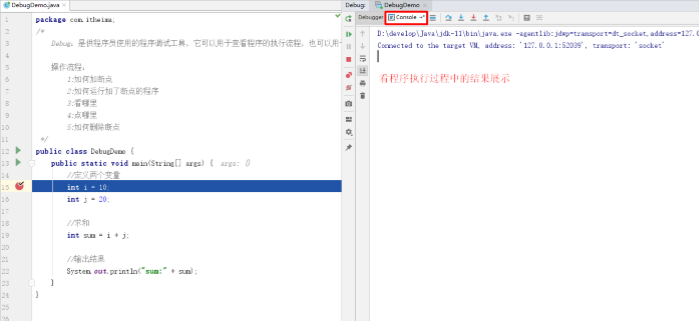 DebugDemo.java
Debug:
DebugDemo
Debugger
Console
1 package com.itheima;
2 /*
3 Debug: 是供程序员使用的程序调试工具，它可以用于查看程序的执行流程，也可以用于
4
5 操作流程：
6 1:如何加断点
7 2:如何运行加了断点的程序
8 3:看哪里
9 4:点哪里
10 5:如何删除断点
11 */
12 public class DebugDemo {
13 public static void main(String[] args) { args: {}
14 //定义两个变量
15 int i = 10;
16 int j = 20;
17
18 //求和
19 int sum = i + j;
20
21 //输出结果
22 System.out.println("sum:" + sum);
23 }
24 }
D:\develop\Java\jdk-11\bin\java.exe -agentlib:jdwp=transport=dt_socket,address=127.0
Connected to the target VM, address: '127.0.0.1:52039', transport: 'socket'
看程序执行过程中的结果展示